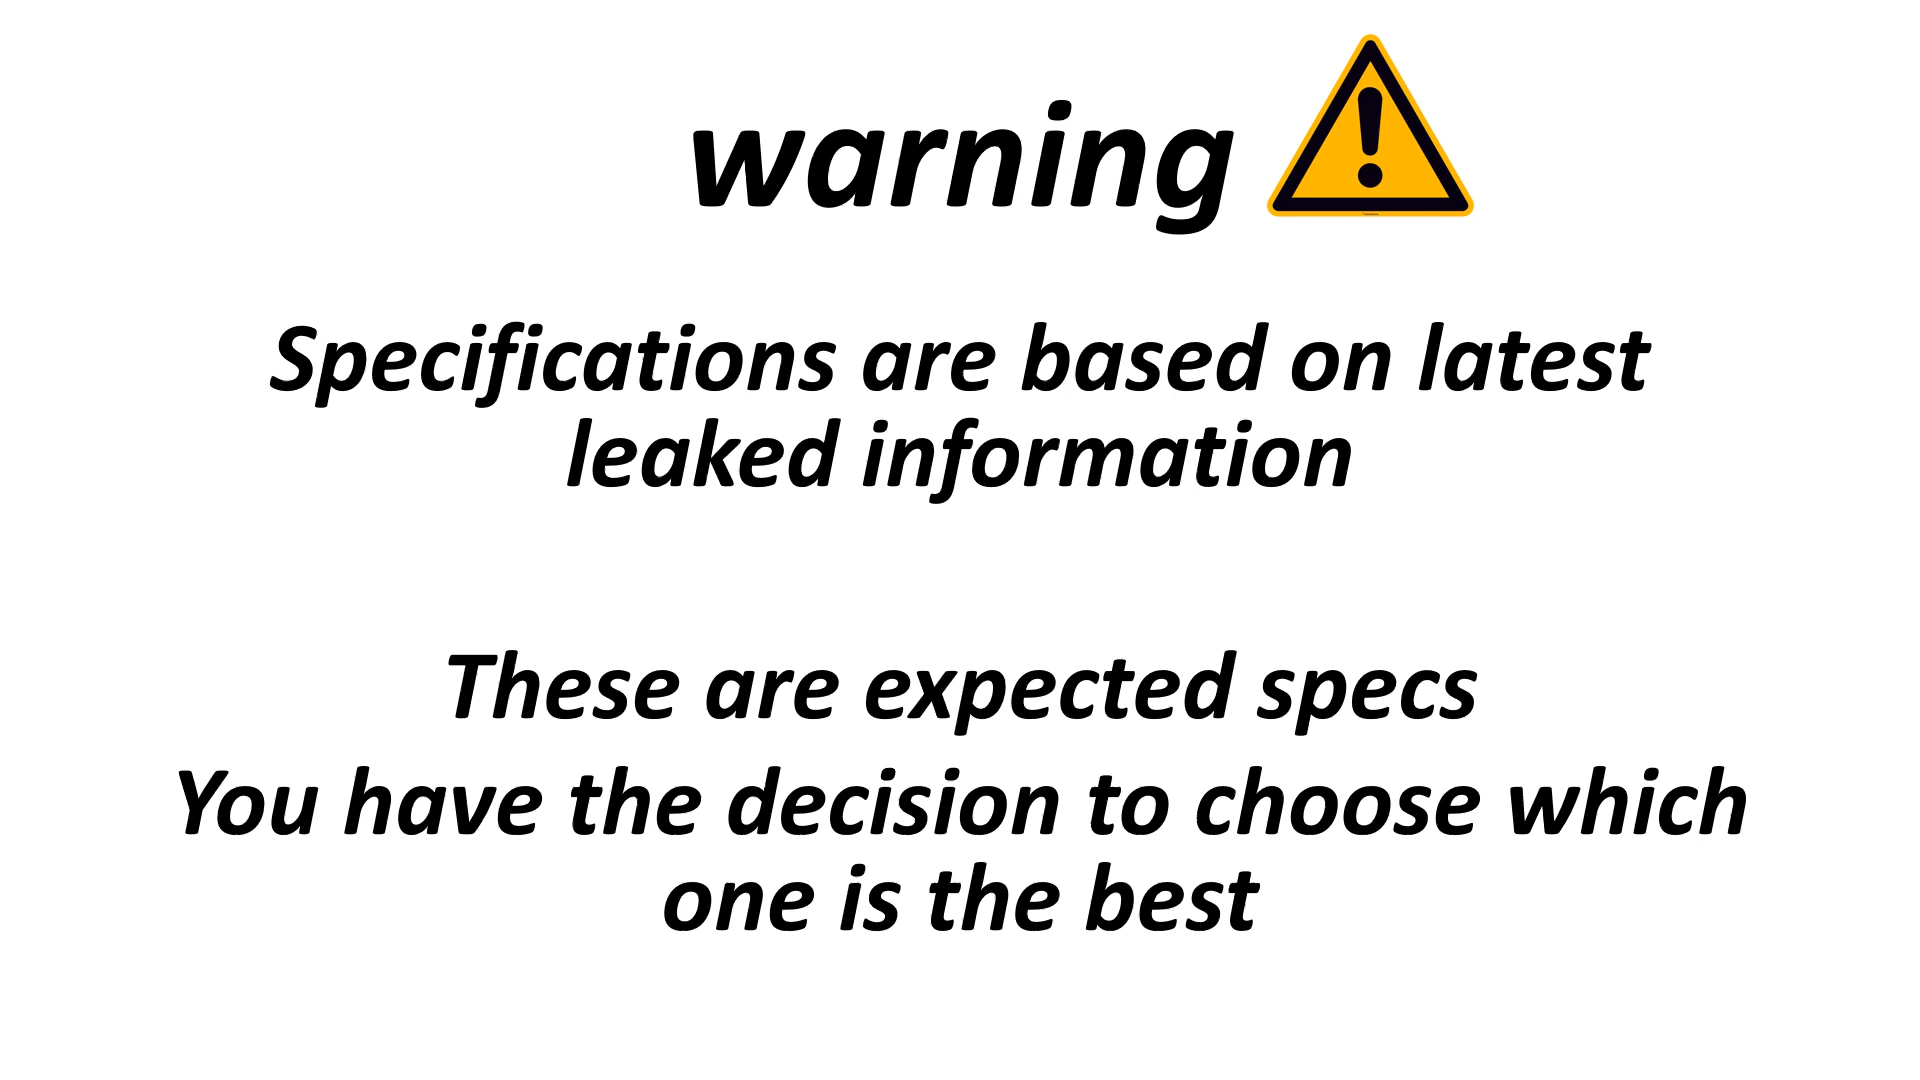 warning
Specifications are based on latest
leaked information
These are expected specs
You have the decision to choose which
one is the best